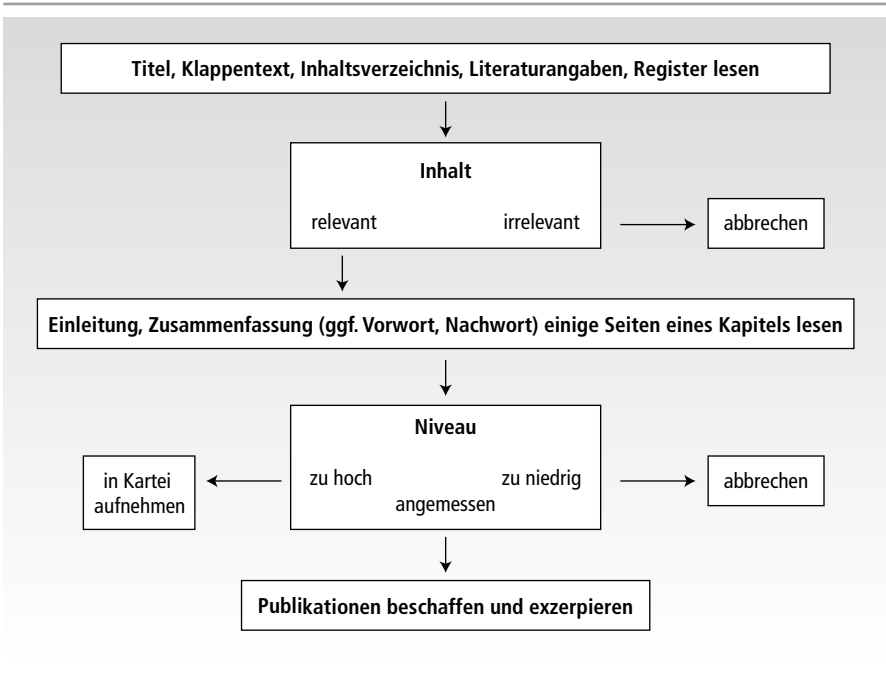 Titel, Klappentext, Inhaltsverzeichnis, Literaturangaben, Register lesen
Inhalt
relevant
irrelevant
abbrechen
Einleitung, Zusammenfassung (ggf. Vorwort, Nachwort) einige Seiten eines Kapitels lesen
Niveau
in Kartei
aufnehmen
zu hoch
zu niedrig
angemessen
abbrechen
Publikationen beschaffen und exzerpieren